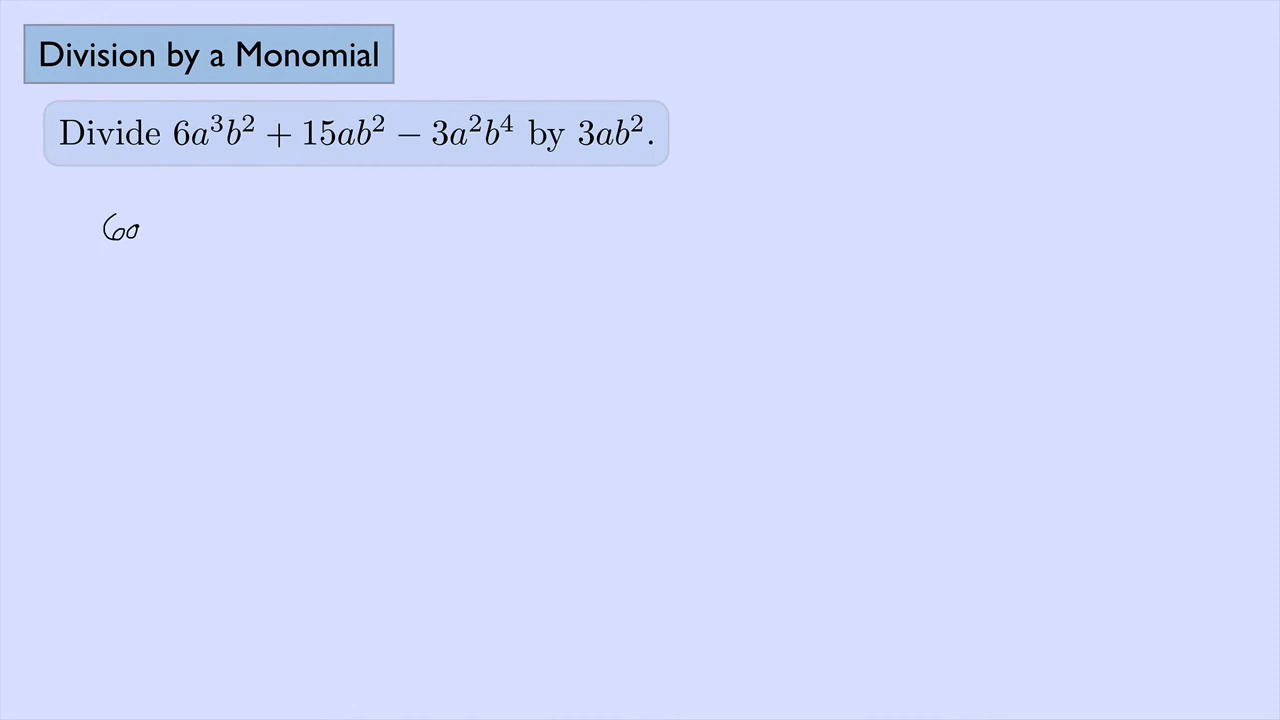 Division by a Monomial
Divide 6a³b² + 15ab² − 3a²b⁴ by 3ab².
6a